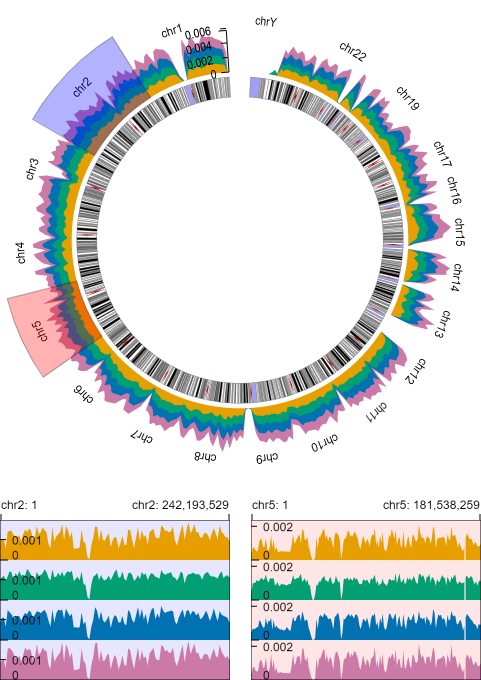 chrY
chr1
0.006
0.004
0.002
0
chr22
chr2
chr19
chr17
chr3
chr16
chr15
chr4
chr14
chr5
chr13
chr12
chr6
chr11
chr7
chr10
chr8
chr9
chr2: 1 chr2: 242,193,529 chr5: 1 chr5: 181,538,259
0.001 0.002
0 0
0.001 0.002
0 0
0.001 0.002
0 0
0.001 0.002
0 0